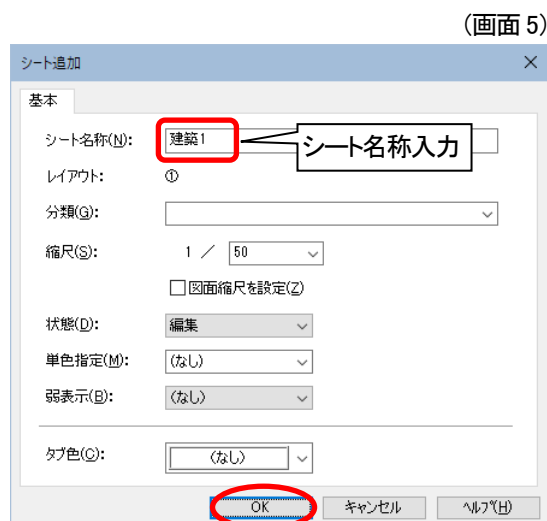 (画面 5)
シート追加
基本
シート名称(N): 建築1
シート名称入力
レイアウト: ①
分類(G):
縮尺(S): 1 ／ 50
図面縮尺を設定(Z)
状態(D): 編集
単色指定(M): (なし)
弱表示(B): (なし)
タブ色(C): (なし)
OK キャンセル ヘルプ(H)